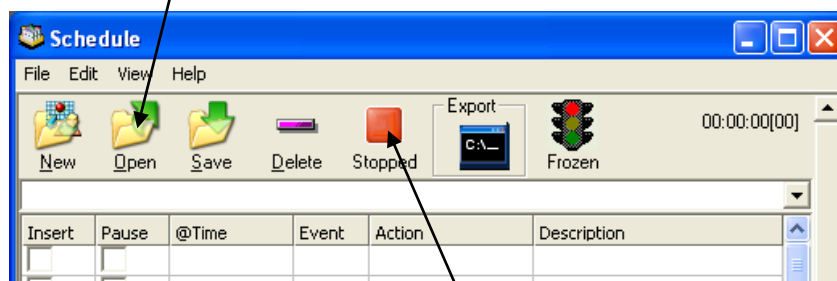 Schedule
File Edit View Help
Export
00:00:00[00]
C:\_
New Open Save Delete Stopped Frozen
Insert Pause @Time Event Action Description